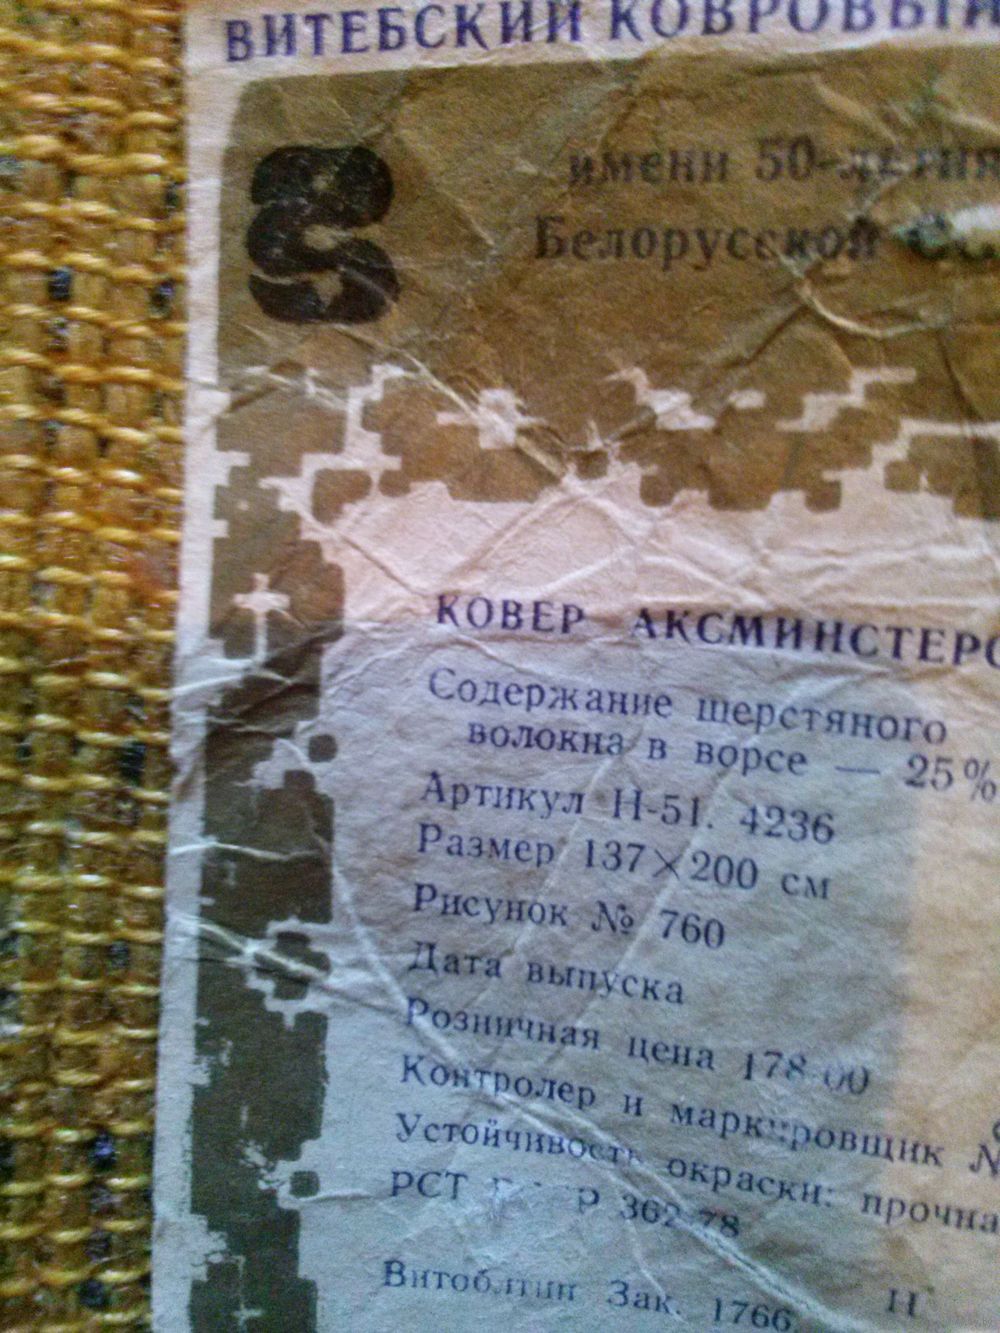 ВИТЕБСКИЙ КОВРОВЫЙ
имени 50-летия
Белорусской
КОВЕР АКСМИНСТЕРС
Содержание шерстяного
волокна в ворсе — 25%
Артикул Н-51. 4236
Размер 137×200 см
Рисунок № 760
Дата выпуска
Розничная цена 178-00
Контролер и маркировщик №
Устойчивость окраски: прочна
РСТ 362-78
Витоблтип Зак. 1766